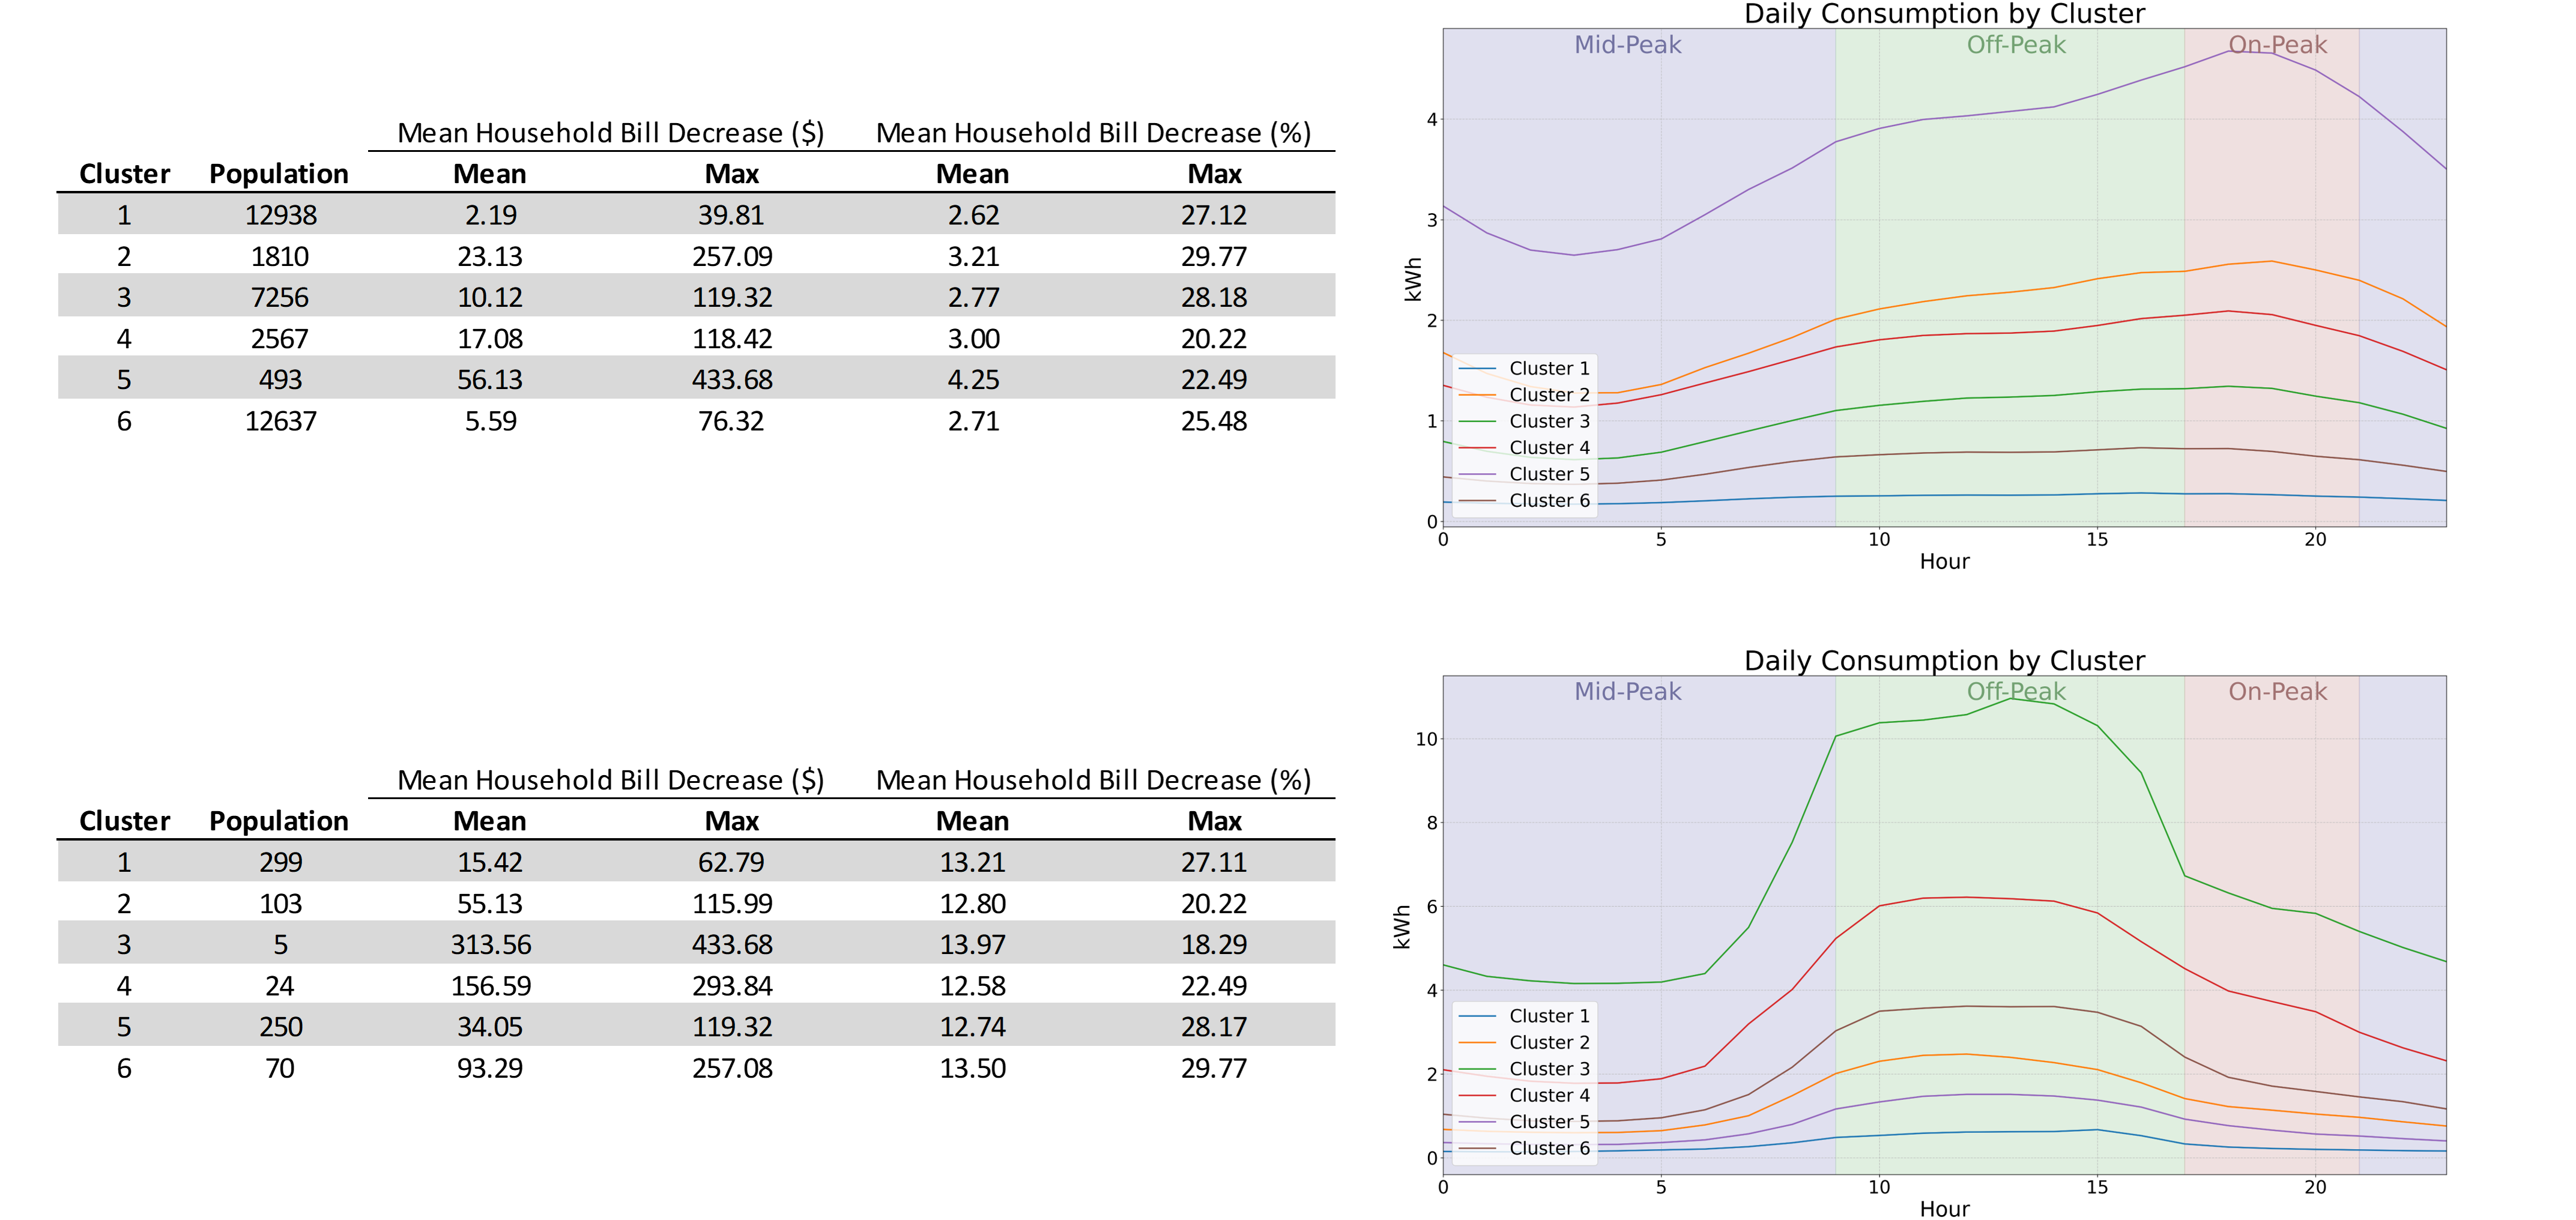 Mean Household Bill Decrease ($) Mean Household Bill Decrease (%)
Cluster Population Mean Max Mean Max
1 12938 2.19 39.81 2.62 27.12
2 1810 23.13 257.09 3.21 29.77
3 7256 10.12 119.32 2.77 28.18
4 2567 17.08 118.42 3.00 20.22
5 493 56.13 433.68 4.25 22.49
6 12637 5.59 76.32 2.71 25.48
Daily Consumption by Cluster
Mid-Peak Off-Peak On-Peak
4
3
2
1
0
kWh
Cluster 1
Cluster 2
Cluster 3
Cluster 4
Cluster 5
Cluster 6
0 5 10 15 20
Hour
Mean Household Bill Decrease ($) Mean Household Bill Decrease (%)
Cluster Population Mean Max Mean Max
1 299 15.42 62.79 13.21 27.11
2 103 55.13 115.99 12.80 20.22
3 5 313.56 433.68 13.97 18.29
4 24 156.59 293.84 12.58 22.49
5 250 34.05 119.32 12.74 28.17
6 70 93.29 257.08 13.50 29.77
Daily Consumption by Cluster
Mid-Peak Off-Peak On-Peak
10
8
6
4
2
0
kWh
Cluster 1
Cluster 2
Cluster 3
Cluster 4
Cluster 5
Cluster 6
0 5 10 15 20
Hour